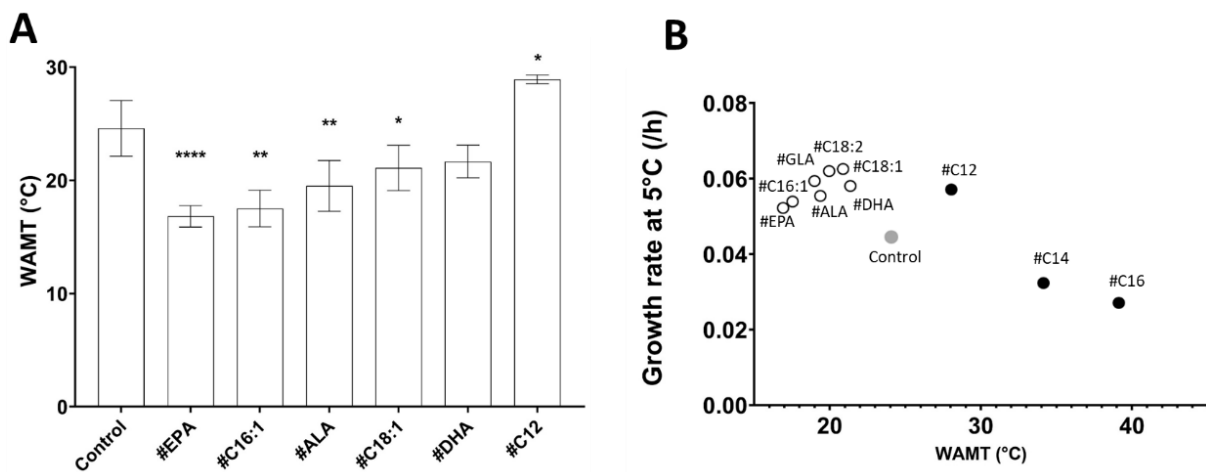 A
WAMT (°C)
30
20
10
0
*
****
**
**
*
Control
#EPA
#C16:1
#ALA
#C18:1
#DHA
#C12
B
Growth rate at 5°C (/h)
0.08
0.06
0.04
0.02
0.00
#C18:2
#GLA
#C18:1
#C12
#C16:1
#EPA
#ALA
#DHA
Control
#C14
#C16
20
30
40
WAMT (°C)